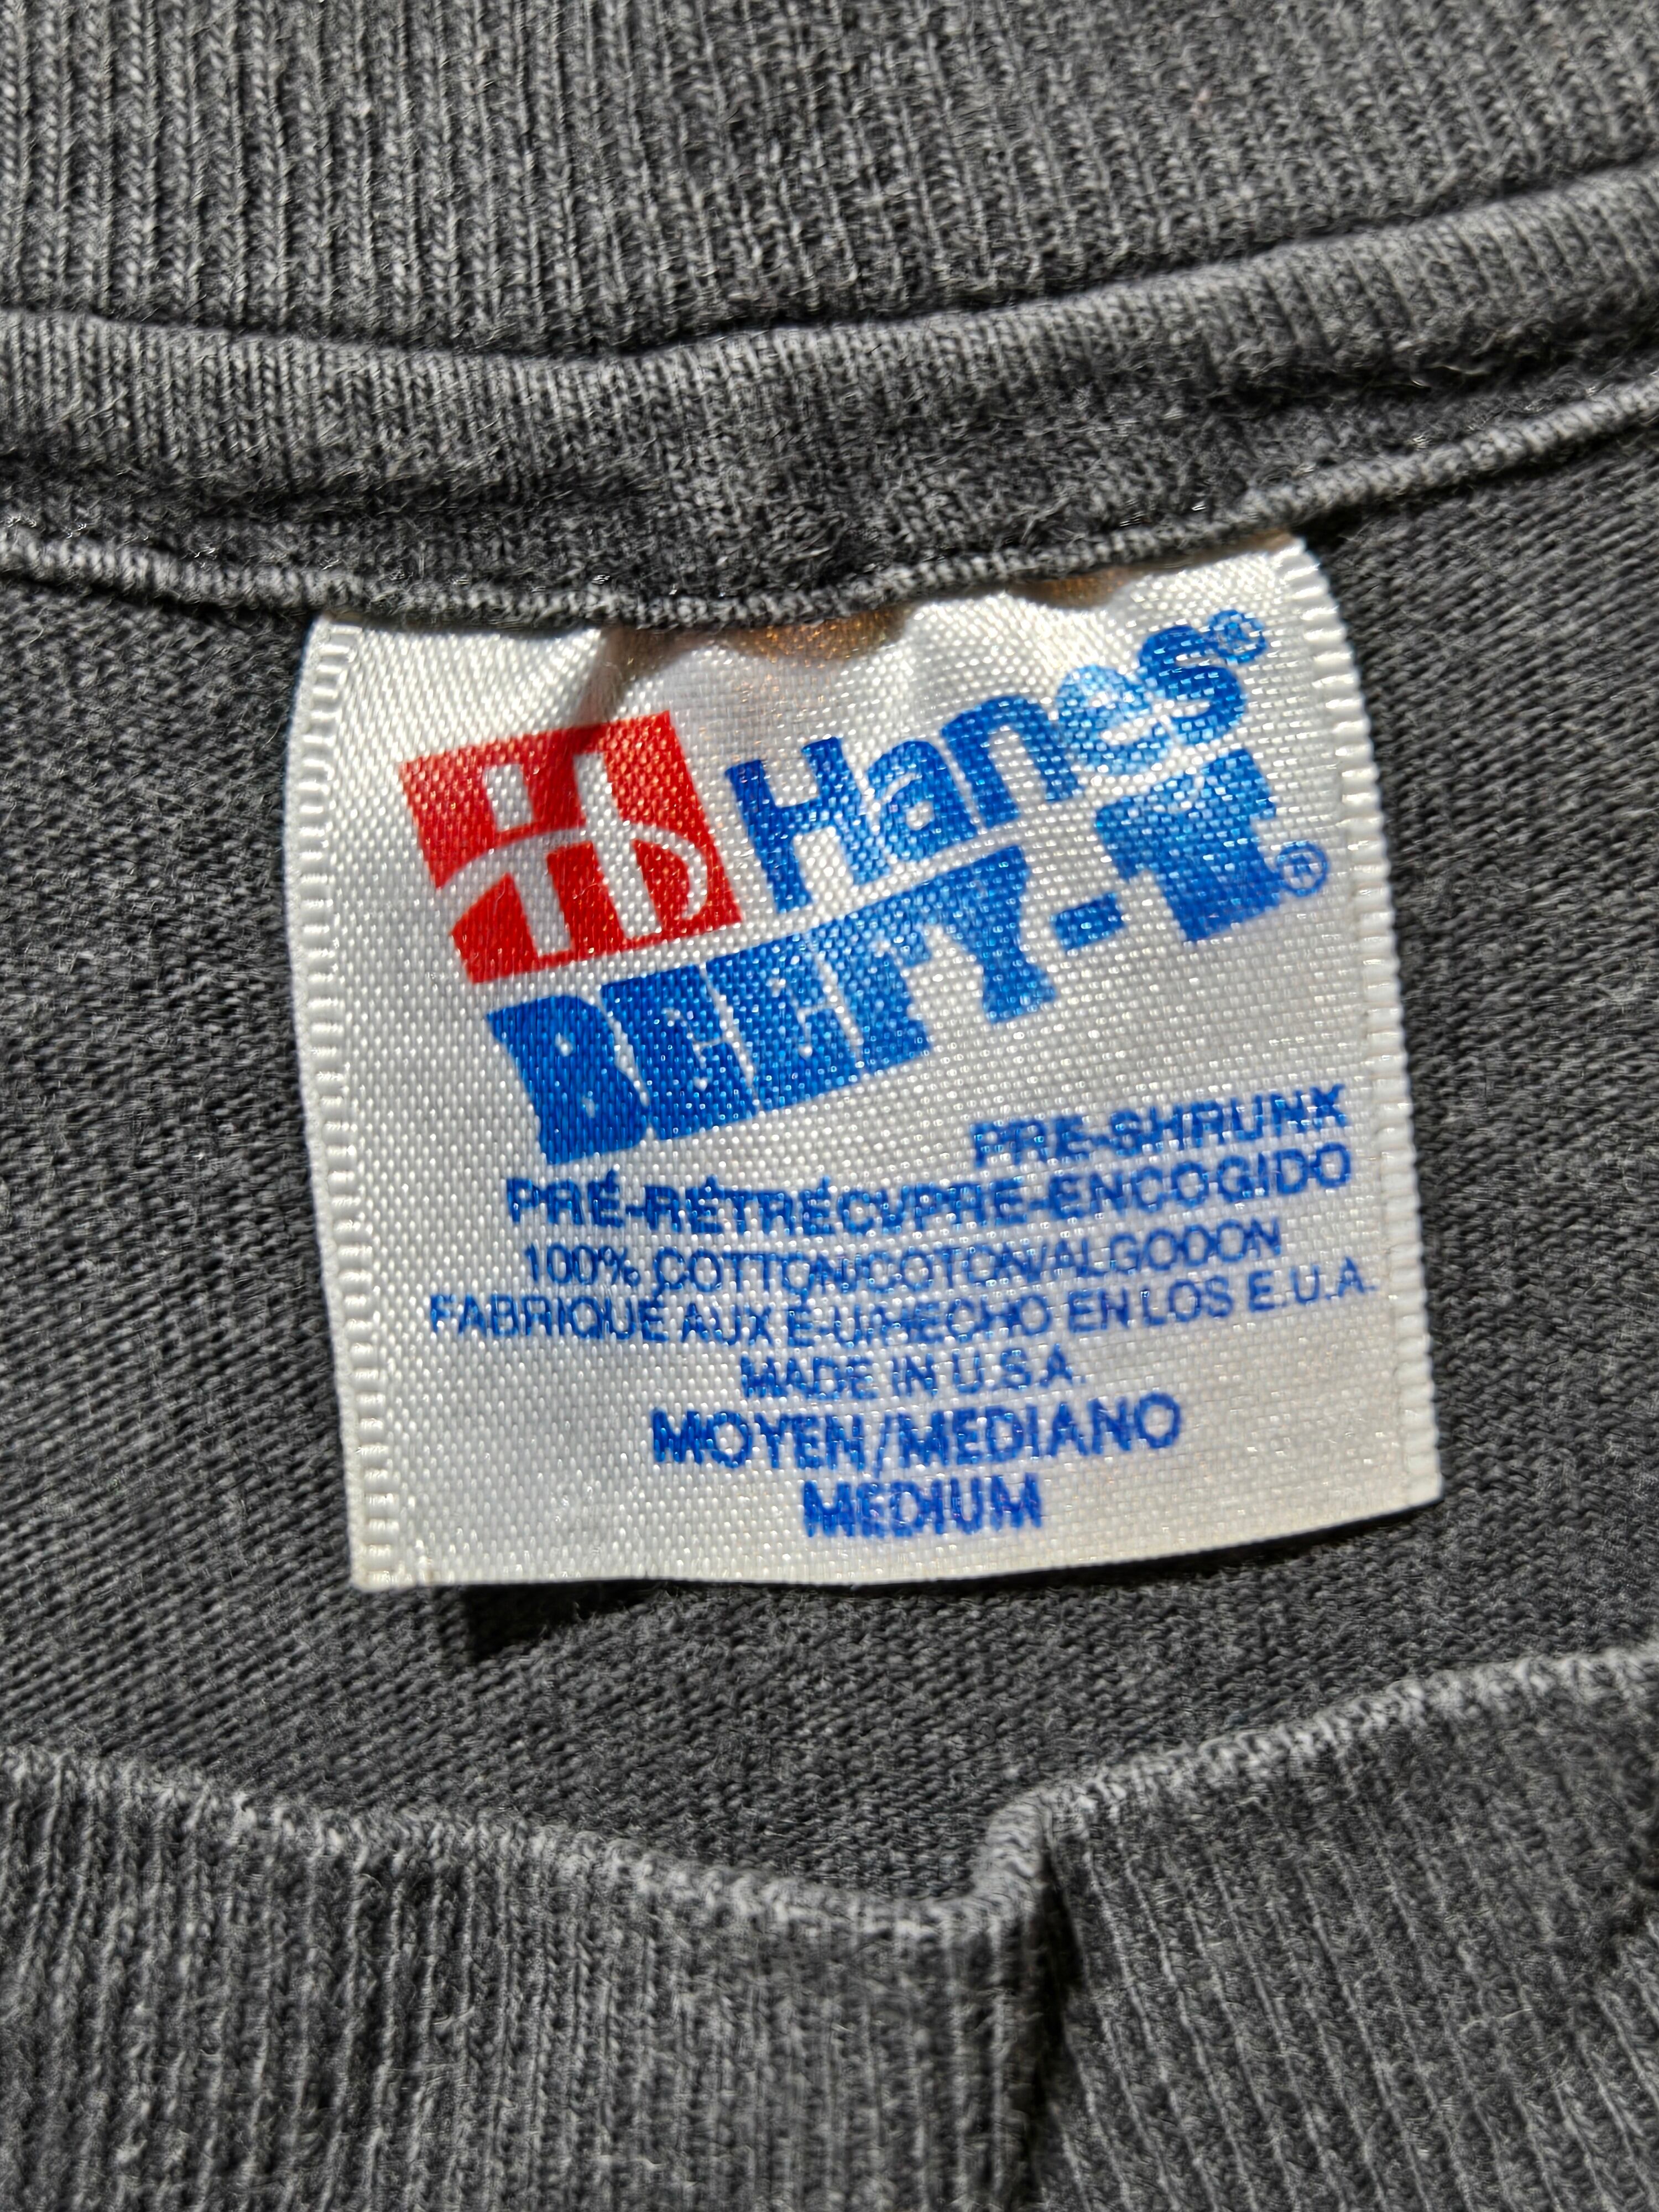 Hanes®
BEEFY-T®
PRE-SHRUNK
PRÉ-RÉTRÉCI/PRE-ENCOGIDO
100% COTTON/COTON/ALGODON
FABRIQUÉ AUX É-U/HECHO EN LOS E.U.A.
MADE IN U.S.A.
MOYEN/MEDIANO
MEDIUM